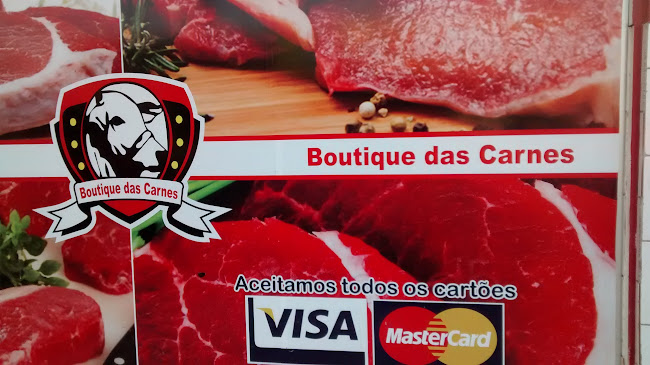 Boutique das Carnes
Boutique das Carnes
Aceitamos todos os cartões
VISA
MasterCard